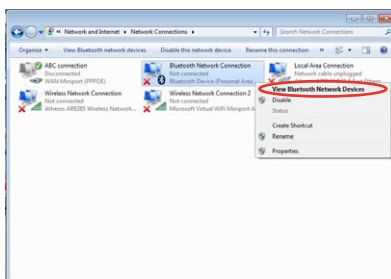 Network and Internet ▸ Network Connections ▸
Search Network Connections
Organize View Bluetooth network devices Disable this network device Rename this connection »
ABC connection
Disconnected
WAN Miniport (PPPOE)
Bluetooth Network Connection
Not connected
Bluetooth Device (Personal Area...
Local Area Connection
Network cable unplugged
Wireless Network Connection
Not connected
Atheros AR9285 Wireless Network...
Wireless Network Connection 2
Not connected
Microsoft Virtual WiFi Miniport A
View Bluetooth Network Devices
Disable
Status
Create Shortcut
Rename
Properties